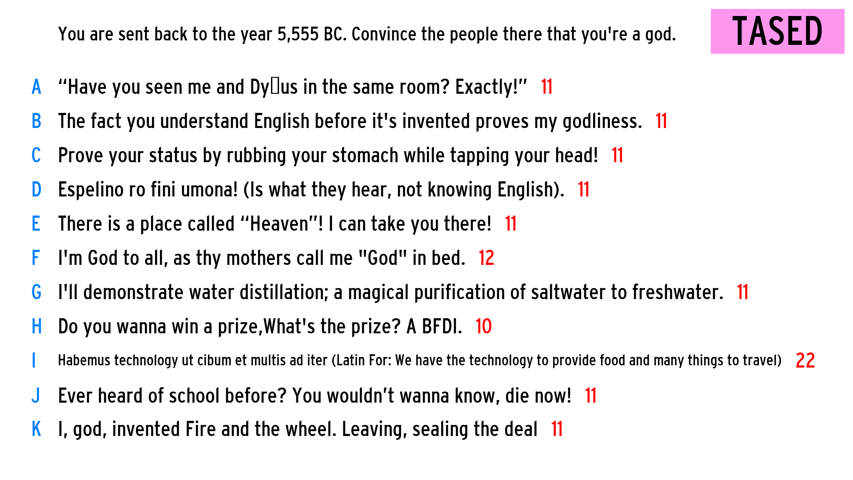 You are sent back to the year 5,555 BC. Convince the people there that you're a god.
TASED
A “Have you seen me and Dy▯us in the same room? Exactly!” 11
B The fact you understand English before it's invented proves my godliness. 11
C Prove your status by rubbing your stomach while tapping your head! 11
D Espelino ro fini umona! (Is what they hear, not knowing English). 11
E There is a place called “Heaven”! I can take you there! 11
F I'm God to all, as thy mothers call me "God" in bed. 12
G I'll demonstrate water distillation; a magical purification of saltwater to freshwater. 11
H Do you wanna win a prize,What's the prize? A BFDI. 10
I Habemus technology ut cibum et multis ad iter (Latin For: We have the technology to provide food and many things to travel) 22
J Ever heard of school before? You wouldn’t wanna know, die now! 11
K I, god, invented Fire and the wheel. Leaving, sealing the deal 11